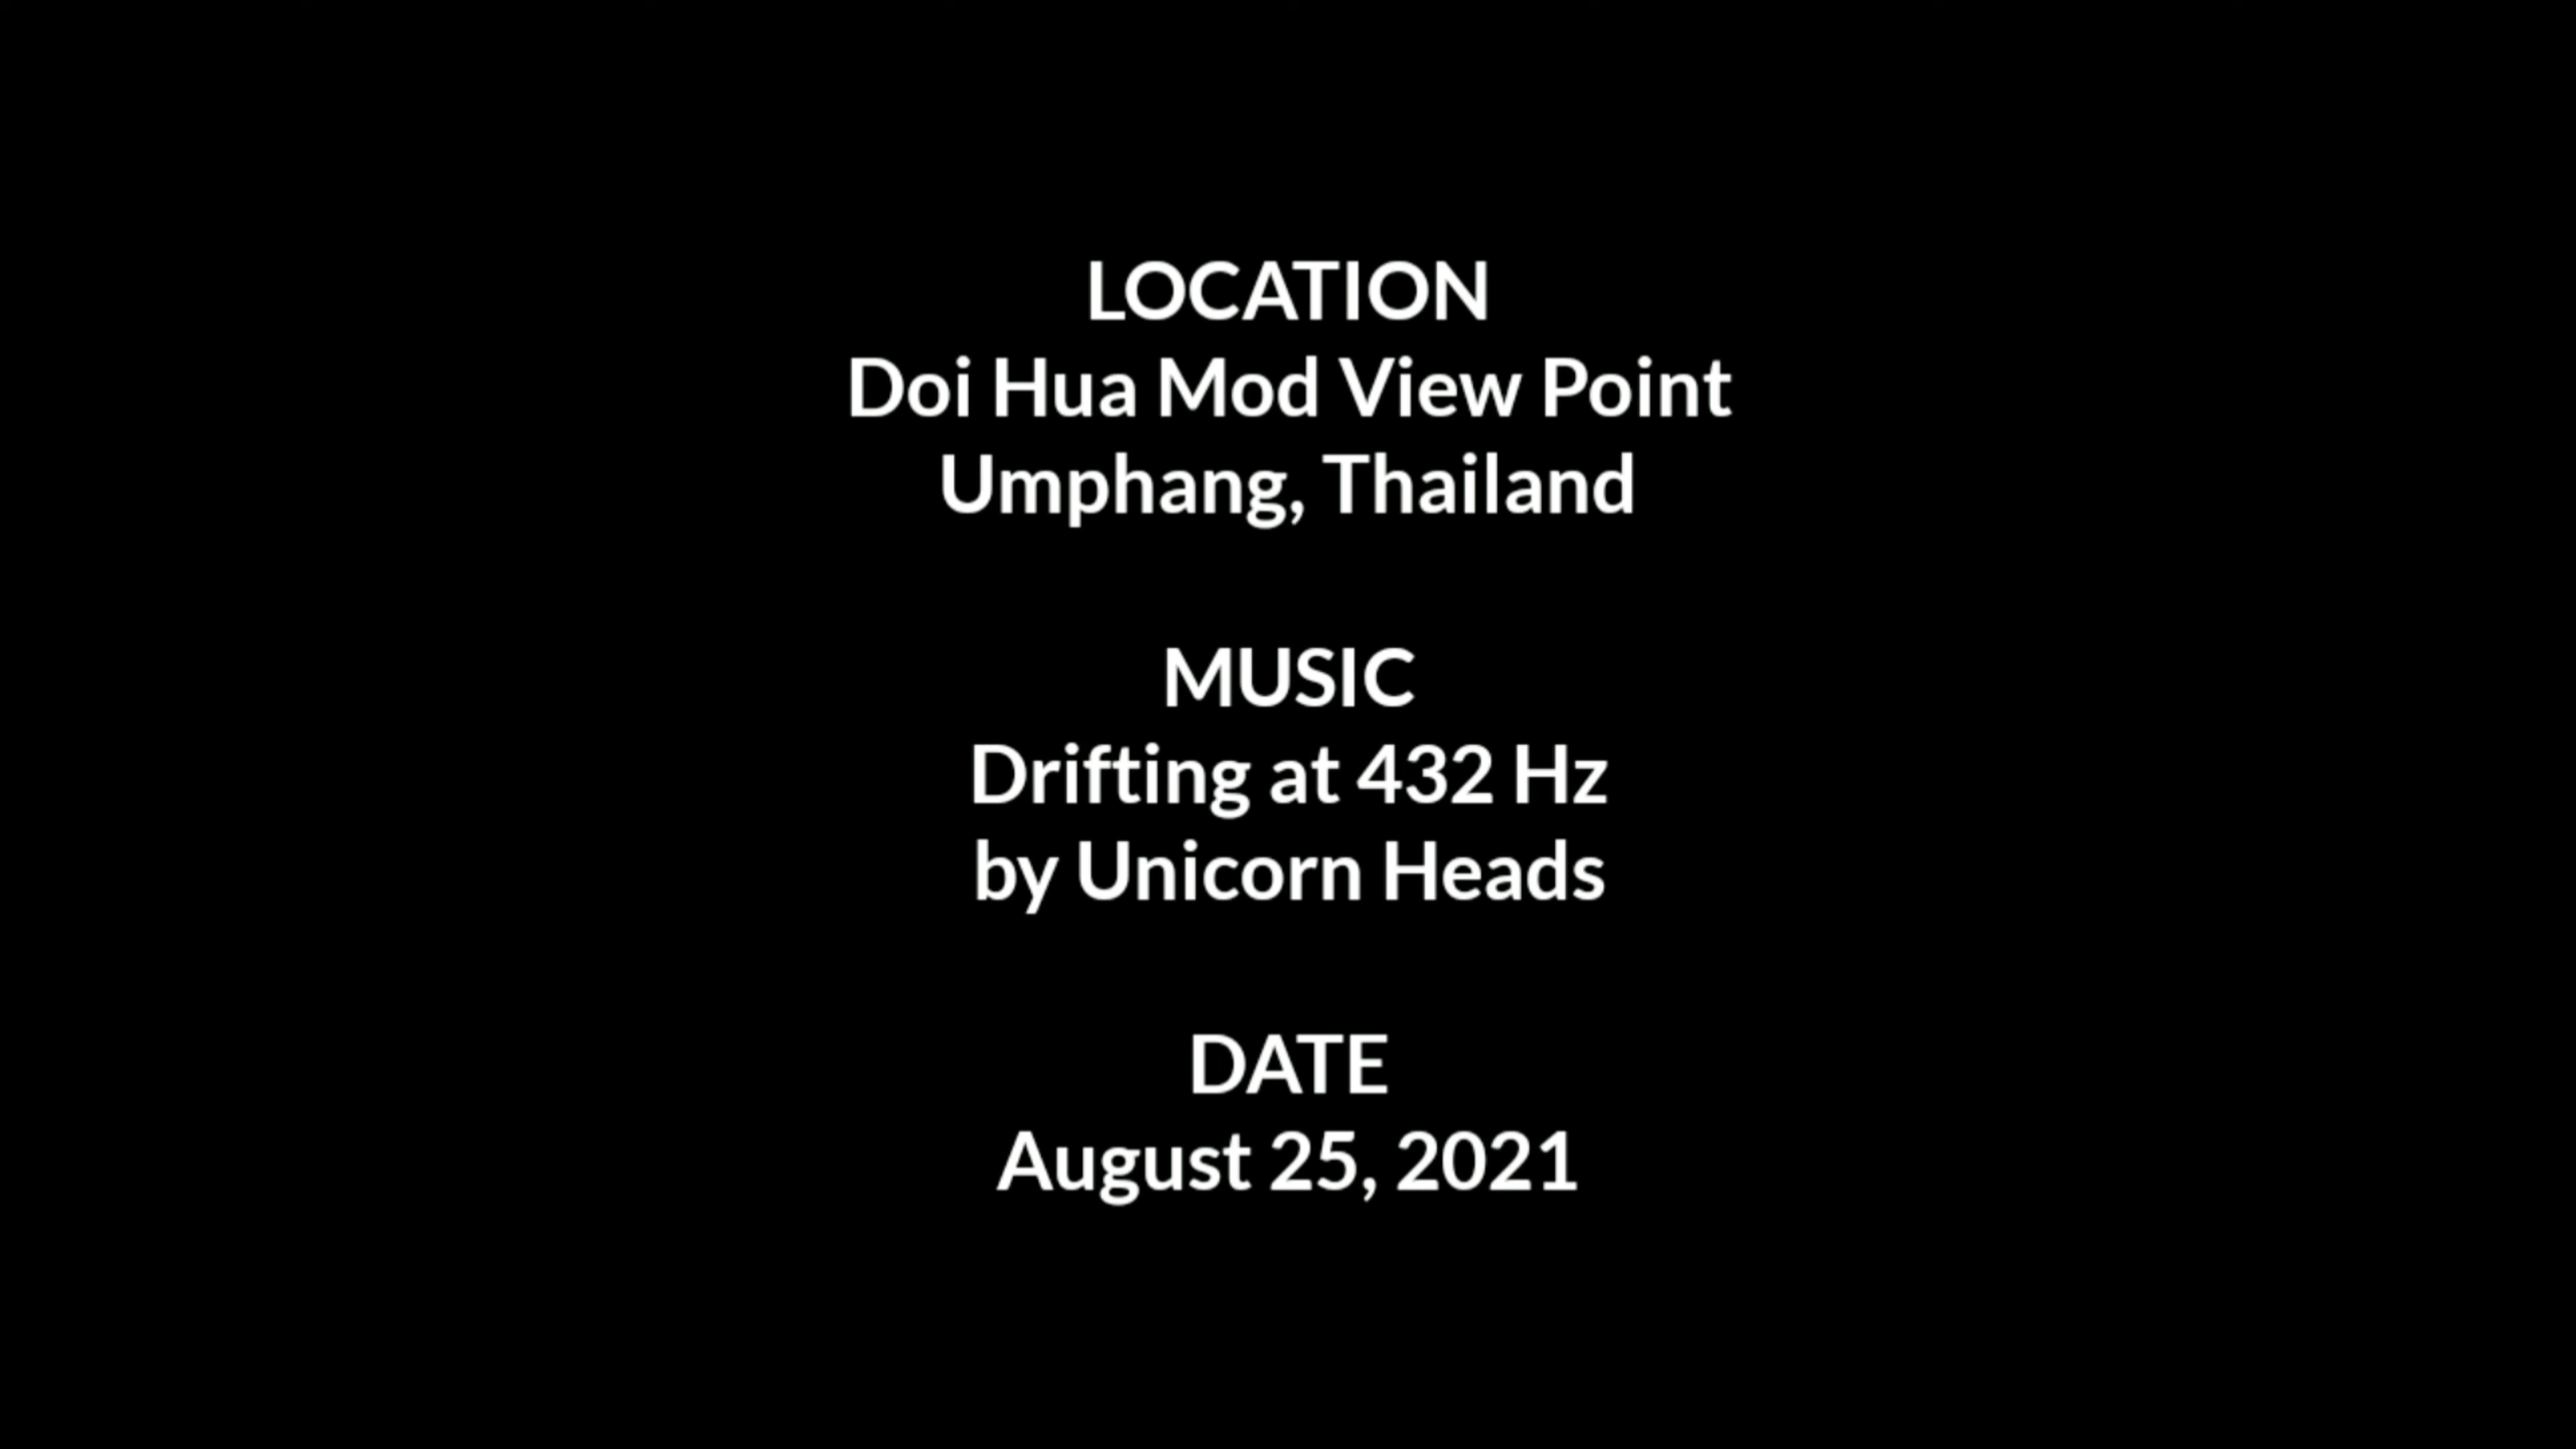 LOCATION
Doi Hua Mod View Point
Umphang, Thailand
MUSIC
Drifting at 432 Hz
by Unicorn Heads
DATE
August 25, 2021